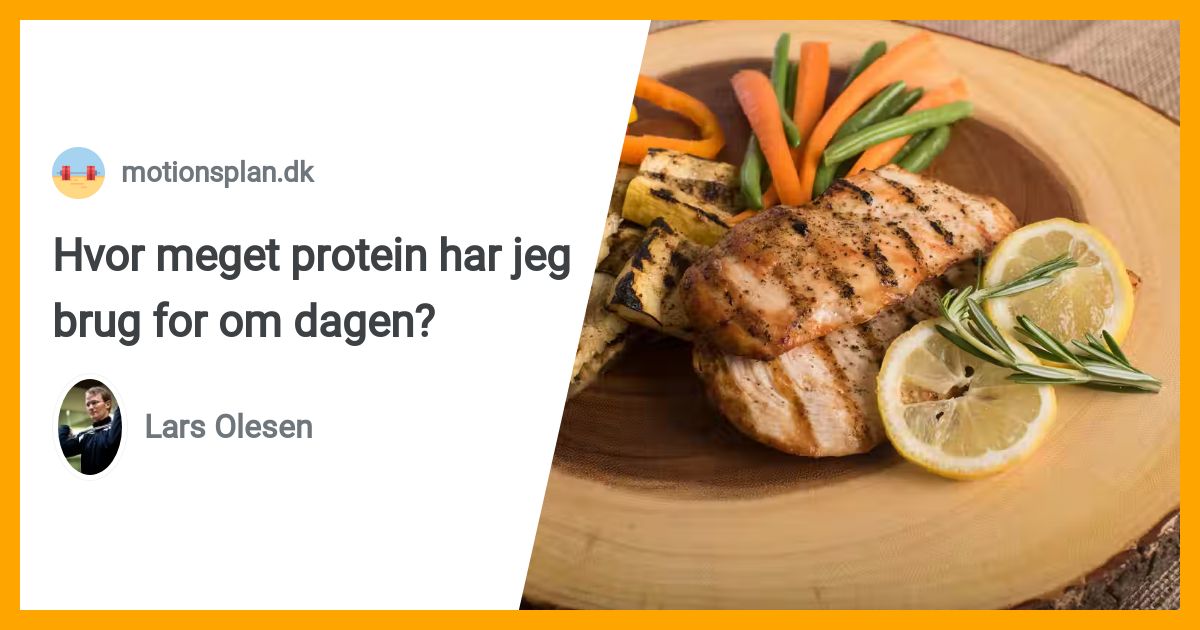 motionsplan.dk
Hvor meget protein har jeg
brug for om dagen?
Lars Olesen